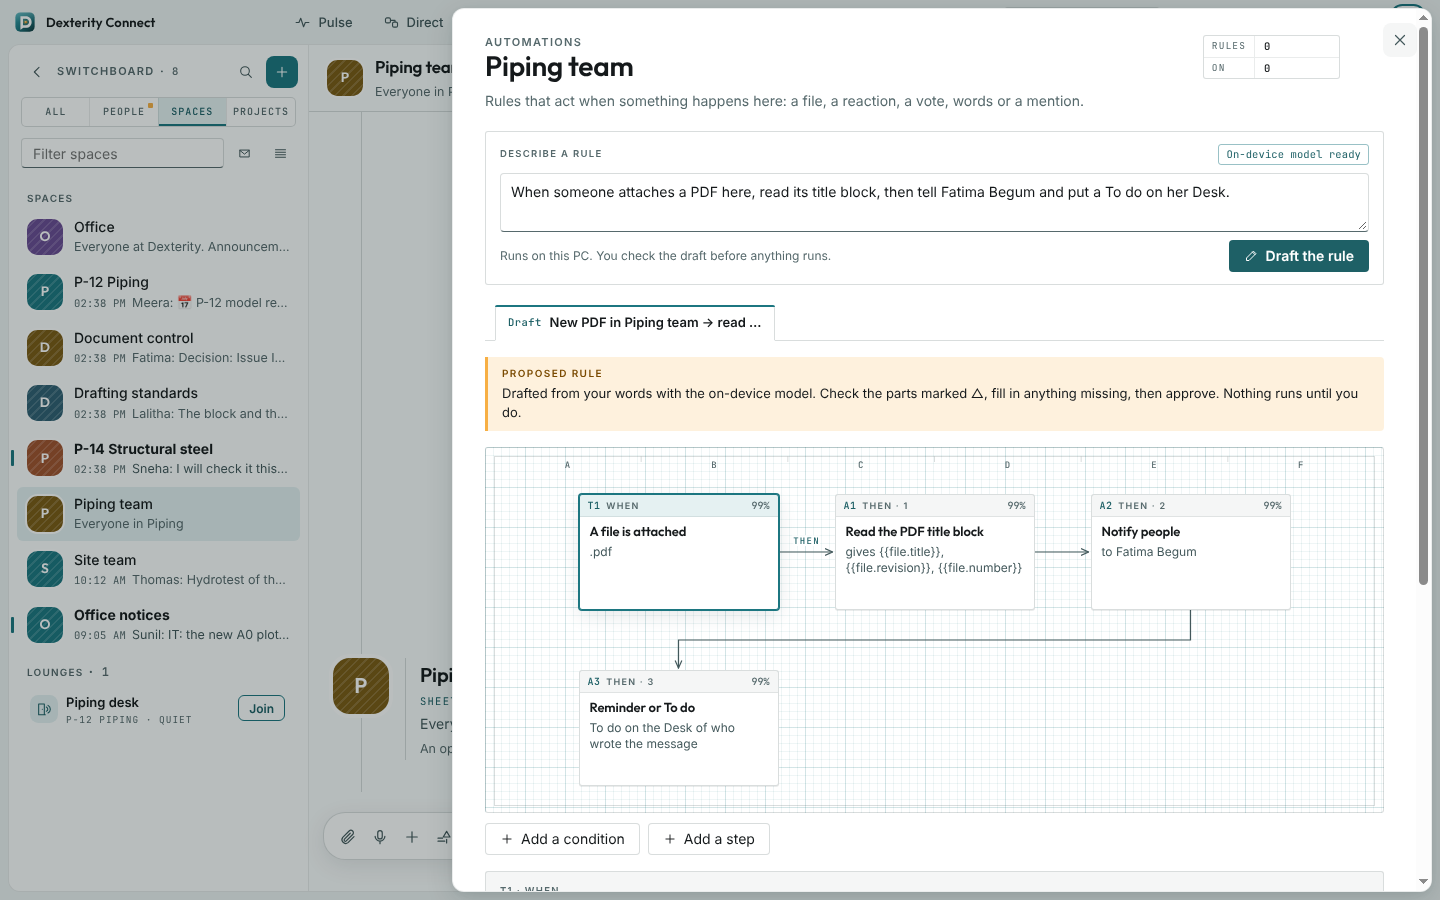 Dexterity Connect
Pulse
Direct
SWITCHBOARD · 8
ALL
PEOPLE
SPACES
PROJECTS
Filter spaces
SPACES
O
Office
Everyone at Dexterity. Announcem...
P
P-12 Piping
02:38 PM Meera: 📅 P-12 model re...
D
Document control
02:38 PM Fatima: Decision: Issue I...
D
Drafting standards
02:38 PM Lalitha: The block and th...
P
P-14 Structural steel
02:38 PM Sneha: I will check it this...
P
Piping team
Everyone in Piping
S
Site team
10:12 AM Thomas: Hydrotest of th...
O
Office notices
09:05 AM Sunil: IT: the new A0 plot...
LOUNGES · 1
Piping desk
P-12 PIPING · QUIET
Join
P
Piping tea
Everyone in P
P
Pipi
SHEE
Every
An op
AUTOMATIONS
Piping team
Rules that act when something happens here: a file, a reaction, a vote, words or a mention.
RULES 0
ON 0
DESCRIBE A RULE
On-device model ready
When someone attaches a PDF here, read its title block, then tell Fatima Begum and put a To do on her Desk.
Runs on this PC. You check the draft before anything runs.
Draft the rule
Draft New PDF in Piping team → read ...
PROPOSED RULE
Drafted from your words with the on-device model. Check the parts marked △, fill in anything missing, then approve. Nothing runs until you
do.
A B C D E F
T1 WHEN 99%
A file is attached
.pdf
THEN
A1 THEN · 1 99%
Read the PDF title block
gives {{file.title}},
{{file.revision}}, {{file.number}}
A2 THEN · 2 99%
Notify people
to Fatima Begum
A3 THEN · 3 99%
Reminder or To do
To do on the Desk of who
wrote the message
+ Add a condition
+ Add a step
T1 · WHEN